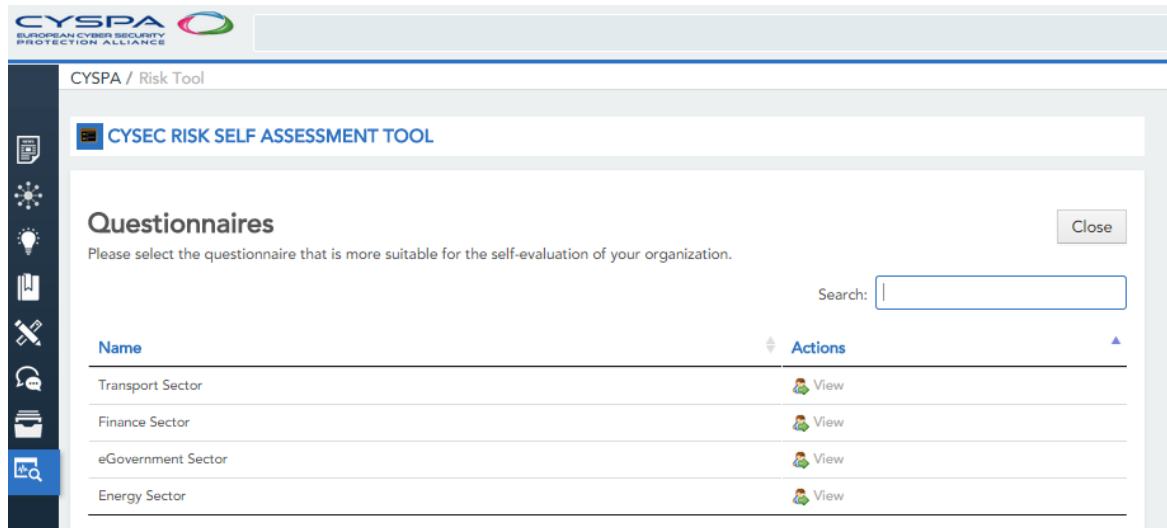 CYSPA
EUROPEAN CYBER SECURITY
PROTECTION ALLIANCE
CYSPA / Risk Tool
CYSEC RISK SELF ASSESSMENT TOOL
Questionnaires
Close
Please select the questionnaire that is more suitable for the self-evaluation of your organization.
Search:
Name Actions
Transport Sector View
Finance Sector View
eGovernment Sector View
Energy Sector View